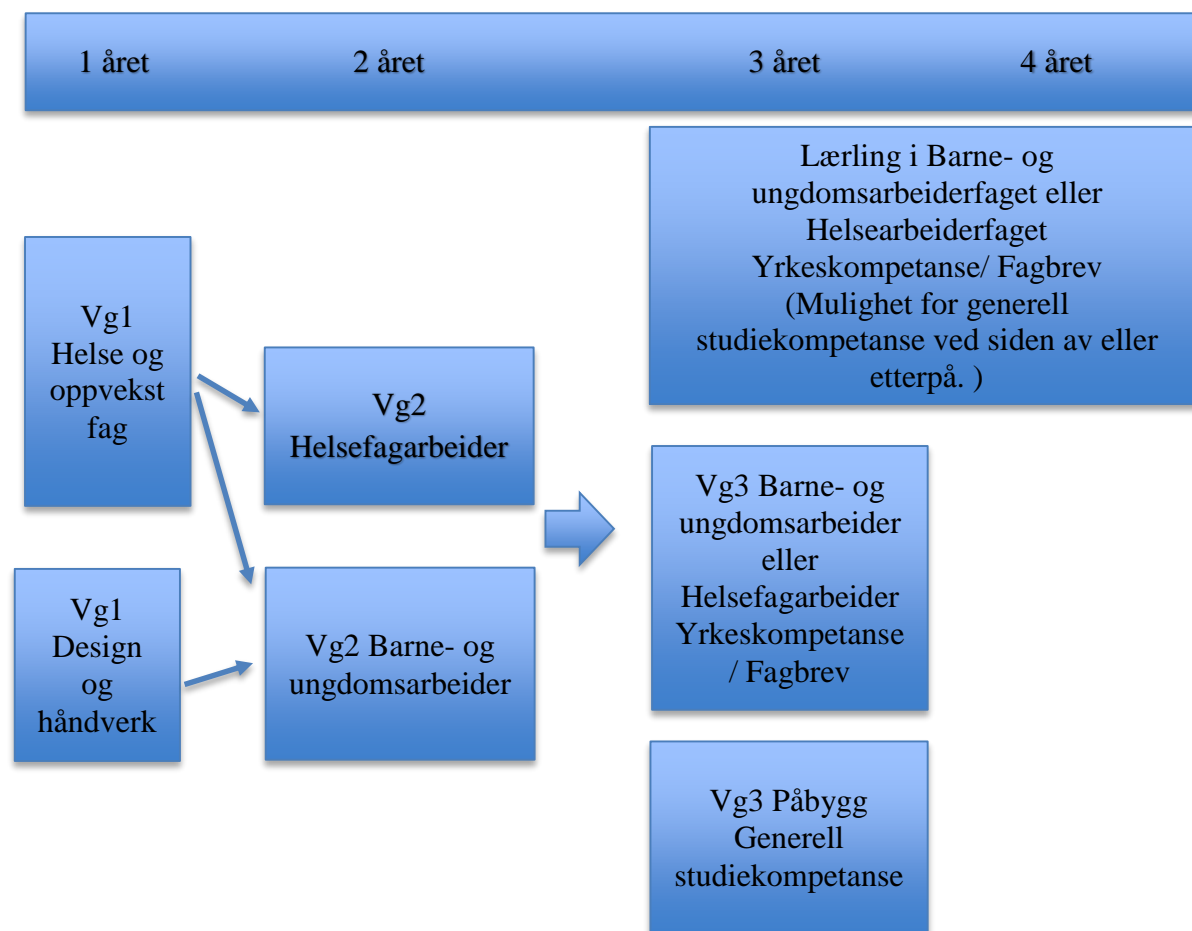 1 året 2 året 3 året 4 året
Lærling i Barne- og
ungdomsarbeiderfaget eller
Helsearbeiderfaget
Yrkeskompetanse/ Fagbrev
(Mulighet for generell
studiekompetanse ved siden av eller
etterpå. )
Vg1
Helse og
oppvekst
fag
Vg2
Helsefagarbeider
Vg3 Barne- og
ungdomsarbeider
eller
Helsefagarbeider
Yrkeskompetanse
/ Fagbrev
Vg1
Design
og
håndverk
Vg2 Barne- og
ungdomsarbeider
Vg3 Påbygg
Generell
studiekompetanse